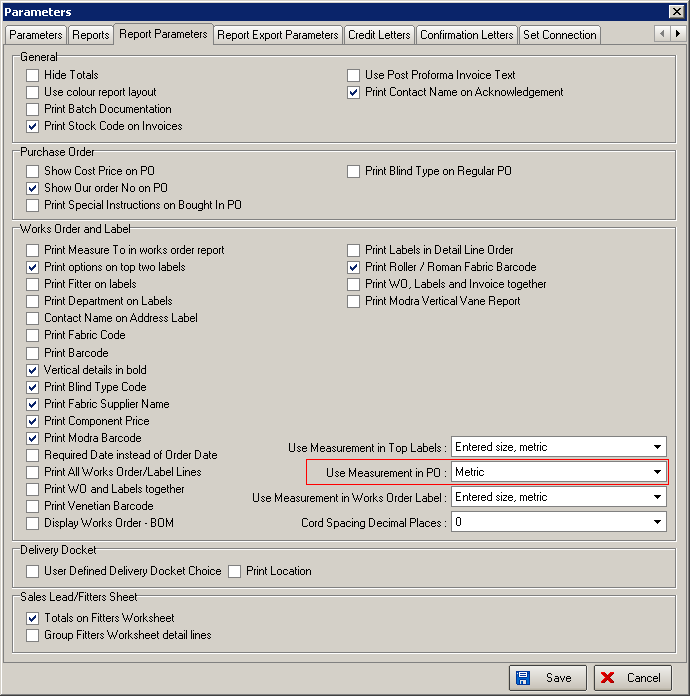 Parameters
Parameters Reports Report Parameters Report Export Parameters Credit Letters Confirmation Letters Set Connection
General
Hide Totals Use Post Proforma Invoice Text
Use colour report layout Print Contact Name on Acknowledgement
Print Batch Documentation
Print Stock Code on Invoices
Purchase Order
Show Cost Price on PO Print Blind Type on Regular PO
Show Our order No on PO
Print Special Instructions on Bought In PO
Works Order and Label
Print Measure To in works order report Print Labels in Detail Line Order
Print options on top two labels Print Roller / Roman Fabric Barcode
Print Fitter on labels Print WO, Labels and Invoice together
Print Department on Labels Print Modra Vertical Vane Report
Contact Name on Address Label
Print Fabric Code
Print Barcode
Vertical details in bold
Print Blind Type Code
Print Fabric Supplier Name
Print Component Price
Print Modra Barcode
Required Date instead of Order Date Use Measurement in Top Labels : Entered size, metric
Print All Works Order/Label Lines Use Measurement in PO : Metric
Print WO and Labels together Use Measurement in Works Order Label : Entered size, metric
Print Venetian Barcode
Display Works Order - BOM Cord Spacing Decimal Places : 0
Delivery Docket
User Defined Delivery Docket Choice Print Location
Sales Lead/Fitters Sheet
Totals on Fitters Worksheet
Group Fitters Worksheet detail lines
Save Cancel